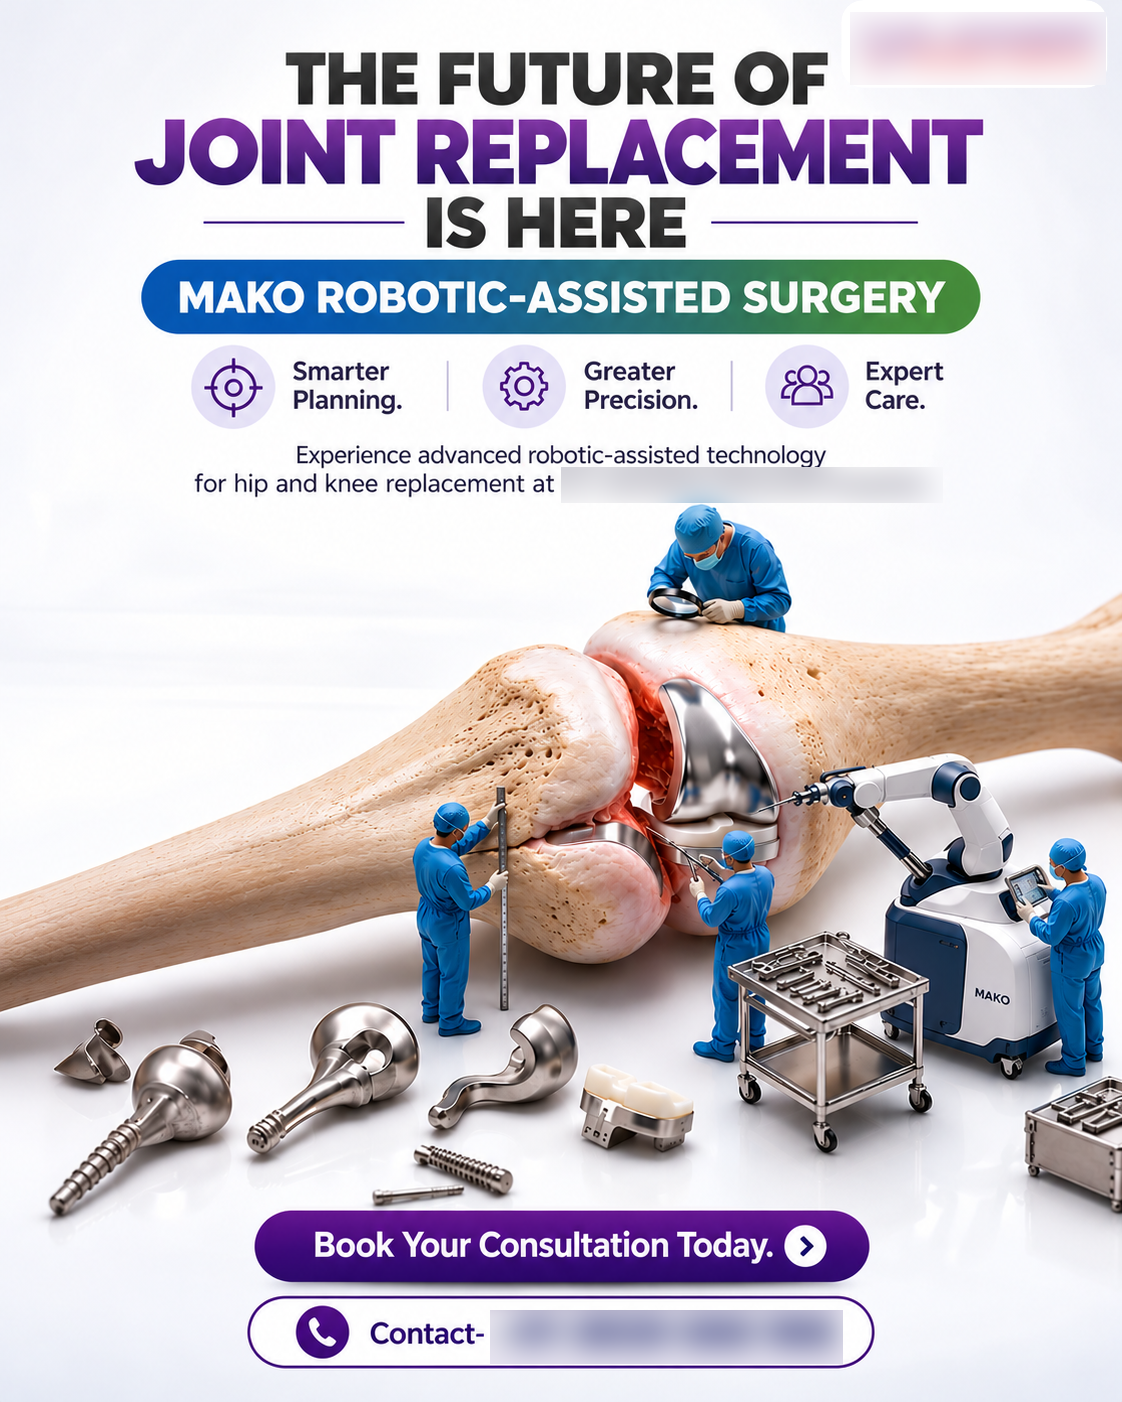 THE FUTURE OF
JOINT REPLACEMENT
IS HERE
MAKO ROBOTIC-ASSISTED SURGERY
Smarter
Planning.
Greater
Precision.
Expert
Care.
Experience advanced robotic-assisted technology
for hip and knee replacement at
MAKO
Book Your Consultation Today.
Contact-